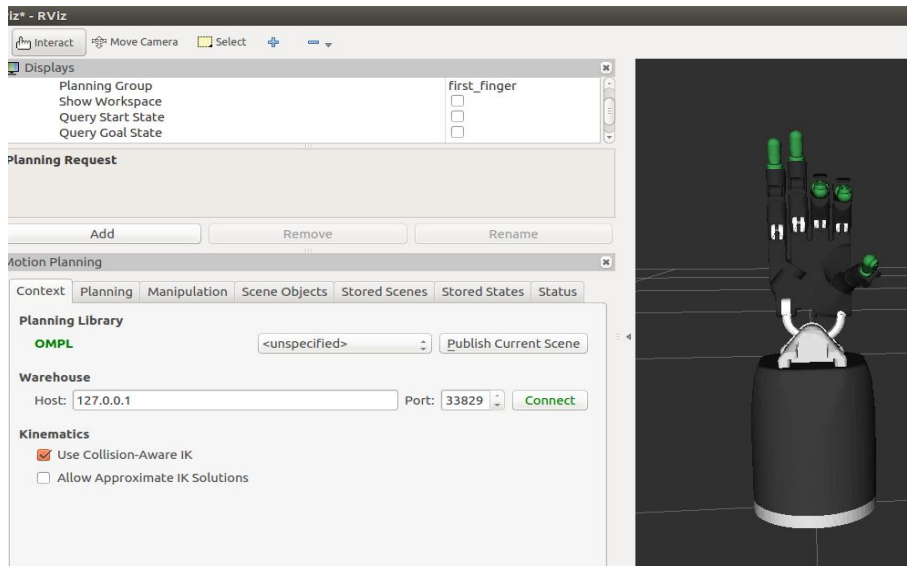 iz* - RViz
Interact Move Camera Select
Displays
Planning Group first_finger
Show Workspace
Query Start State
Query Goal State
Planning Request
Add Remove Rename
Motion Planning
Context Planning Manipulation Scene Objects Stored Scenes Stored States Status
Planning Library
OMPL <unspecified> Publish Current Scene
Warehouse
Host: 127.0.0.1 Port: 33829 Connect
Kinematics
Use Collision-Aware IK
Allow Approximate IK Solutions